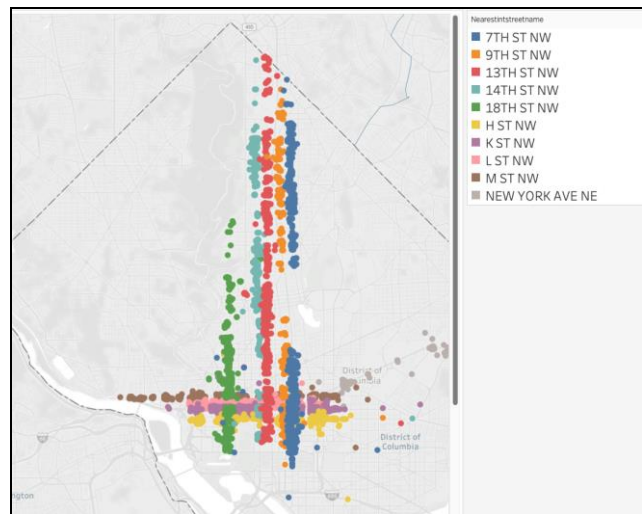 Nearestintstreetname
7TH ST NW
9TH ST NW
13TH ST NW
14TH ST NW
18TH ST NW
H ST NW
K ST NW
L ST NW
M ST NW
NEW YORK AVE NE
District of
District of
Columbia